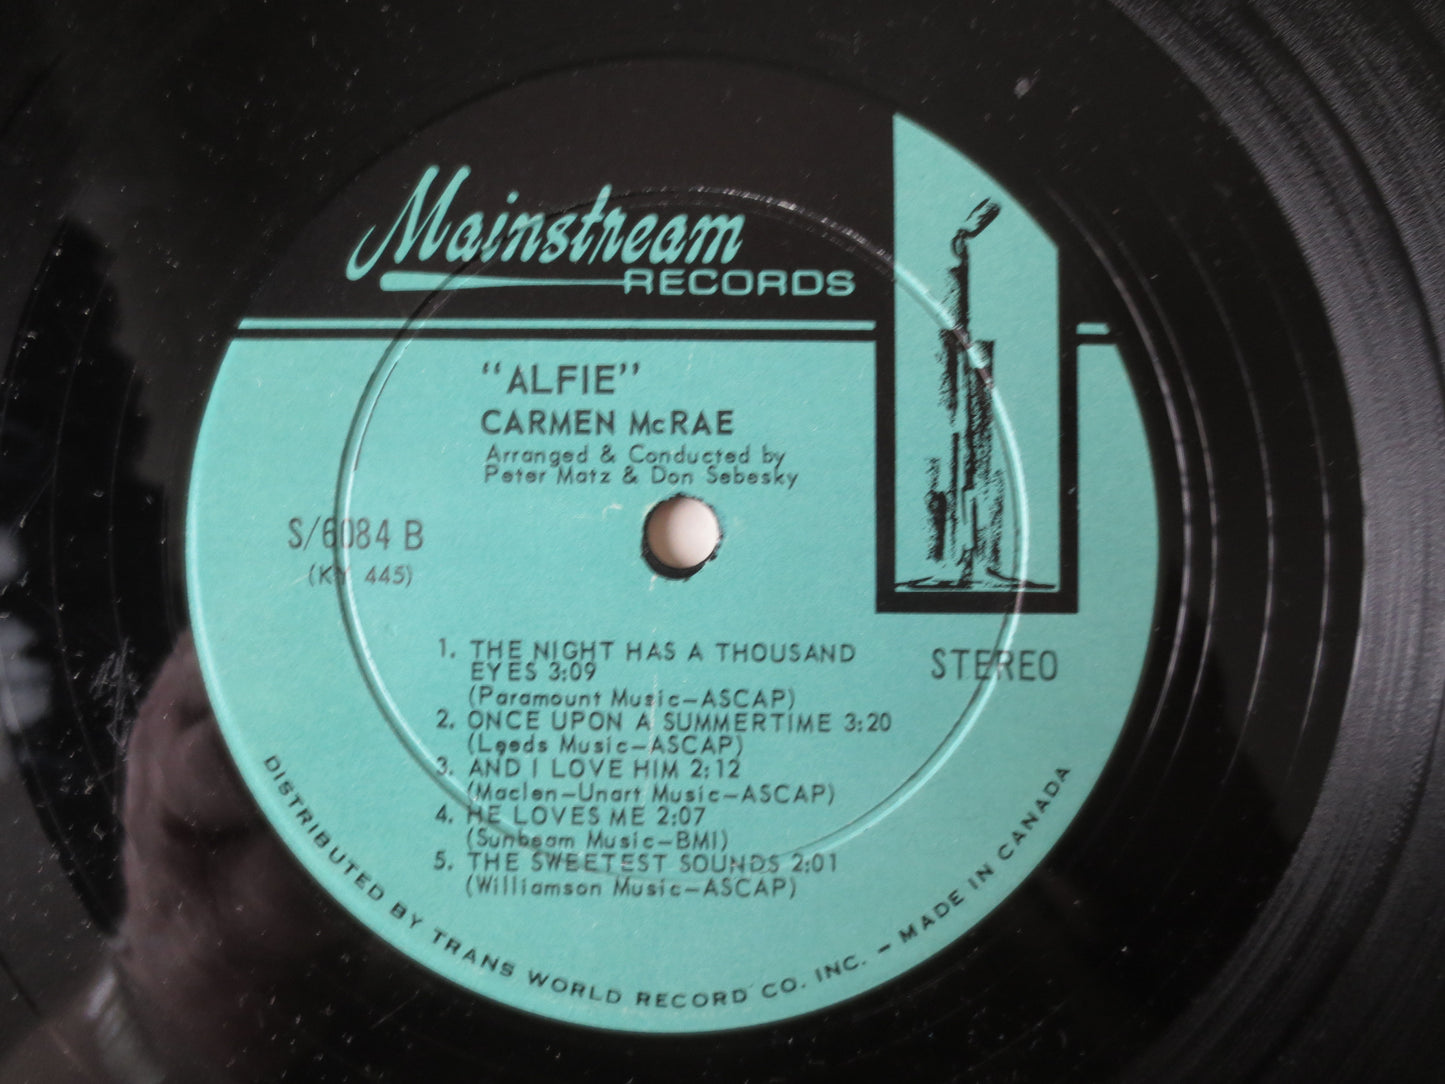 Mainstream
RECORDS
"ALFIE"
CARMEN McRAE
Arranged & Conducted by
Peter Matz & Don Sebesky
S/6084 B
(KY 445)
STEREO
1. THE NIGHT HAS A THOUSAND
EYES 3:09
(Paramount Music-ASCAP)
2. ONCE UPON A SUMMERTIME 3:20
(Leeds Music-ASCAP)
3. AND I LOVE HIM 2:12
(Maclen-Unart Music-ASCAP)
4. HE LOVES ME 2:07
(Sunbeam Music-BMI)
5. THE SWEETEST SOUNDS 2:01
(Williamson Music-ASCAP)
DISTRIBUTED BY TRANS WORLD RECORD CO. INC. – MADE IN CANADA